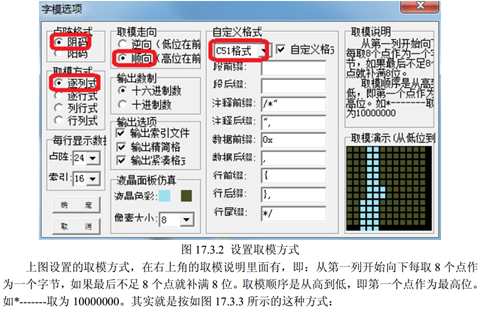 字模选项
点阵格式
阴码
阳码
取模方式
逐列式
逐行式
列行式
行列式
每行显示数据
点阵: 24
索引: 16
确 定
取 消
取模走向
逆向(低位在前
顺向(高位在前
输出数制
十六进制数
十进制数
输出选项
输出索引文件
输出精简格
输出紧凑格式
液晶面板仿真
液晶色彩:
像素大小: 8
自定义格式
C51格式 自定义格式
段前缀:
段后缀:
注释前缀: /*"
注释后缀: ",
数据前缀: 0x
数据后缀: ,
行前缀: {
行后缀: },
行尾缀: */
取模说明
从第一列开始向下
每取8个点作为一个字
节，如果最后不足8个
点就补满8位。
取模顺序是从高到
低，即第一个点作为最
高位。如*-------取
为10000000
取模演示(从低位到
图 17.3.2 设置取模方式
上图设置的取模方式，在右上角的取模说明里面有，即：从第一列开始向下每取 8 个点作
为一个字节，如果最后不足 8 个点就补满 8 位。取模顺序是从高到低，即第一个点作为最高位。
如*-------取为 10000000。其实就是按如图 17.3.3 所示的这种方式：